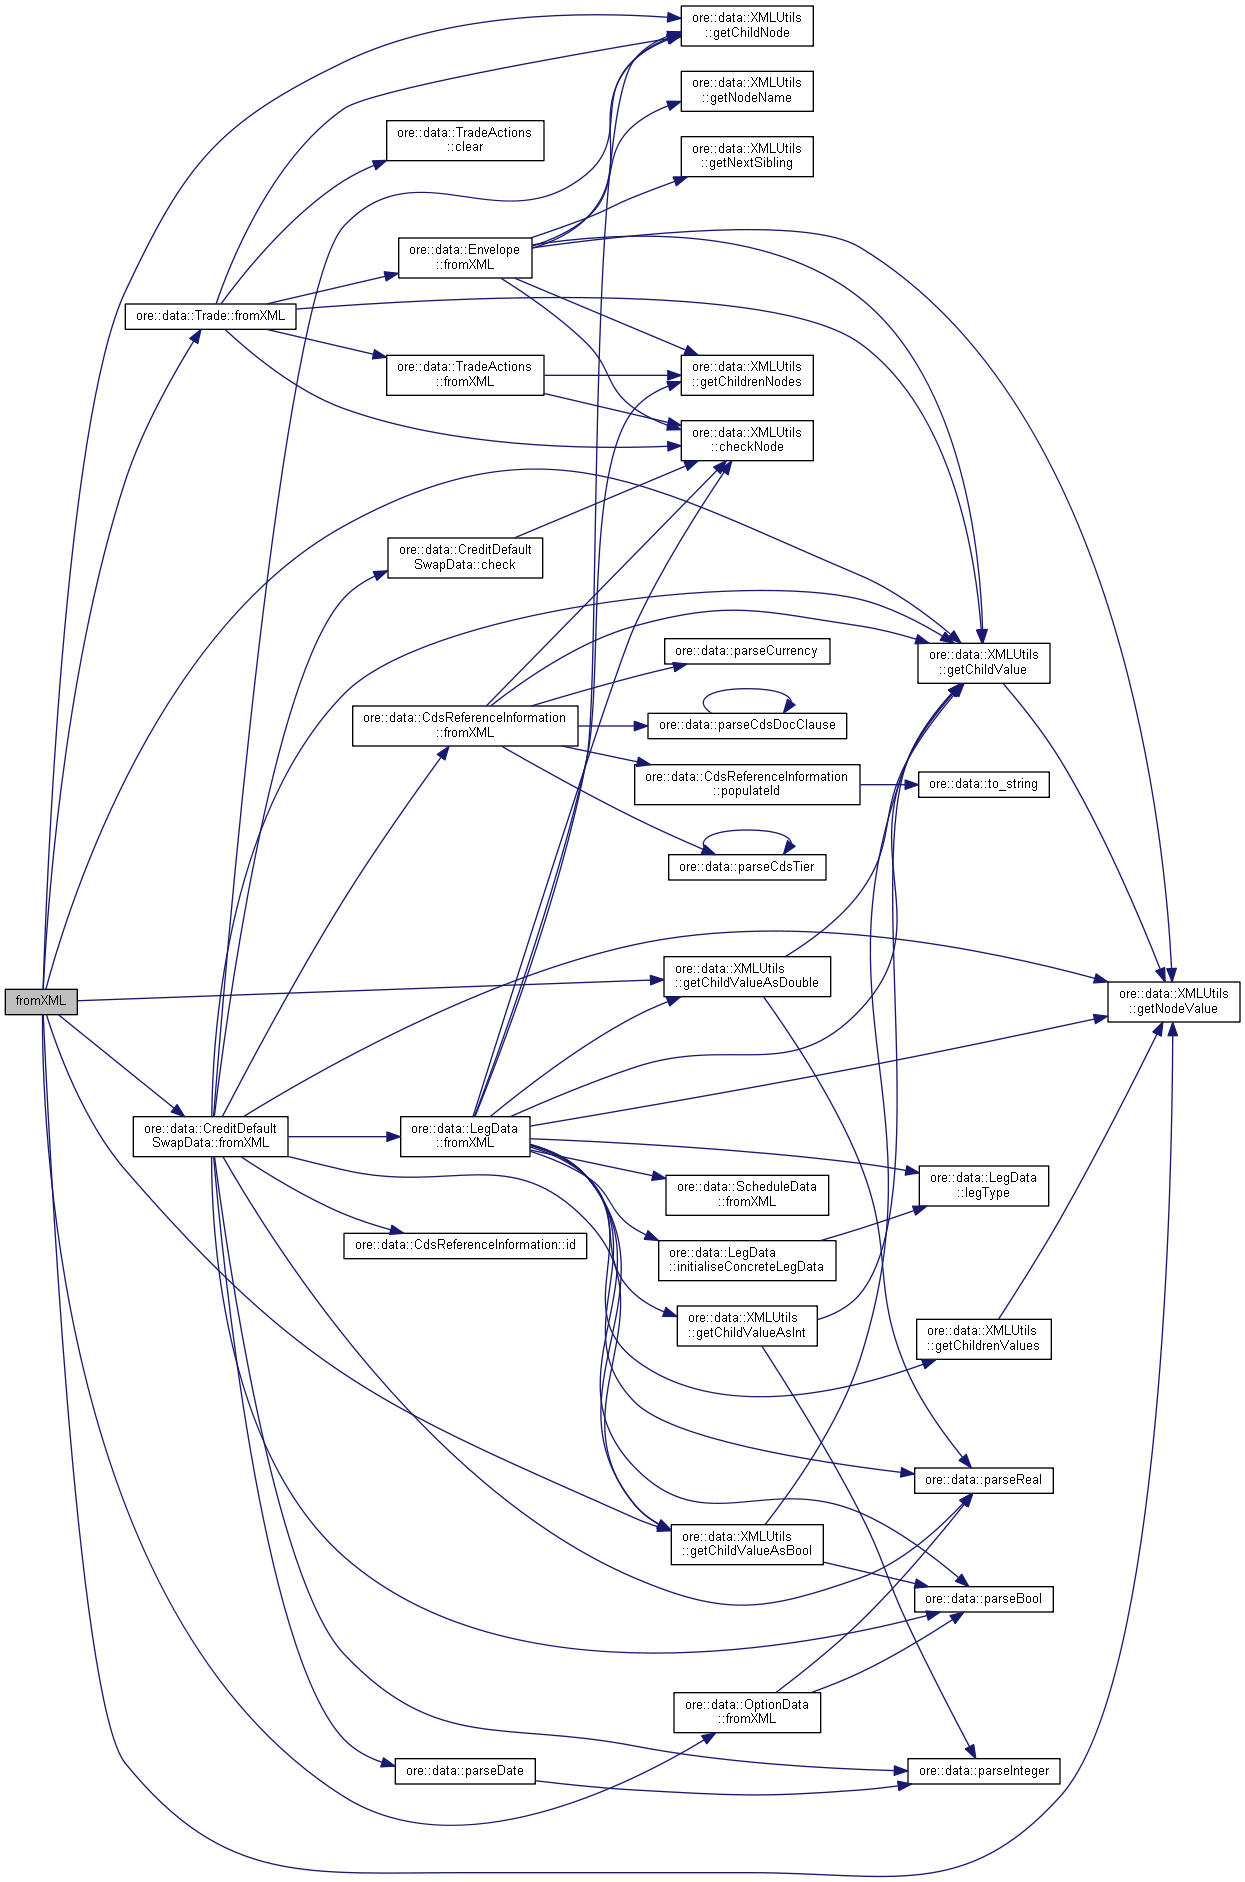 ore::data::XMLUtils
::getChildNode
ore::data::XMLUtils
::getNodeName
ore::data::TradeActions
::clear
ore::data::XMLUtils
::getNextSibling
ore::data::Envelope
::fromXML
ore::data::Trade::fromXML
ore::data::TradeActions
::fromXML
ore::data::XMLUtils
::getChildrenNodes
ore::data::XMLUtils
::checkNode
ore::data::CreditDefault
SwapData::check
ore::data::parseCurrency
ore::data::XMLUtils
::getChildValue
ore::data::CdsReferenceInformation
::fromXML
ore::data::parseCdsDocClause
ore::data::CdsReferenceInformation
::populateId
ore::data::to_string
ore::data::parseCdsTier
ore::data::XMLUtils
::getChildValueAsDouble
fromXML
ore::data::XMLUtils
::getNodeValue
ore::data::CreditDefault
SwapData::fromXML
ore::data::LegData
::fromXML
ore::data::ScheduleData
::fromXML
ore::data::LegData
::legType
ore::data::CdsReferenceInformation::id
ore::data::LegData
::initialiseConcreteLegData
ore::data::XMLUtils
::getChildValueAsInt
ore::data::XMLUtils
::getChildrenValues
ore::data::parseReal
ore::data::XMLUtils
::getChildValueAsBool
ore::data::parseBool
ore::data::OptionData
::fromXML
ore::data::parseDate
ore::data::parseInteger